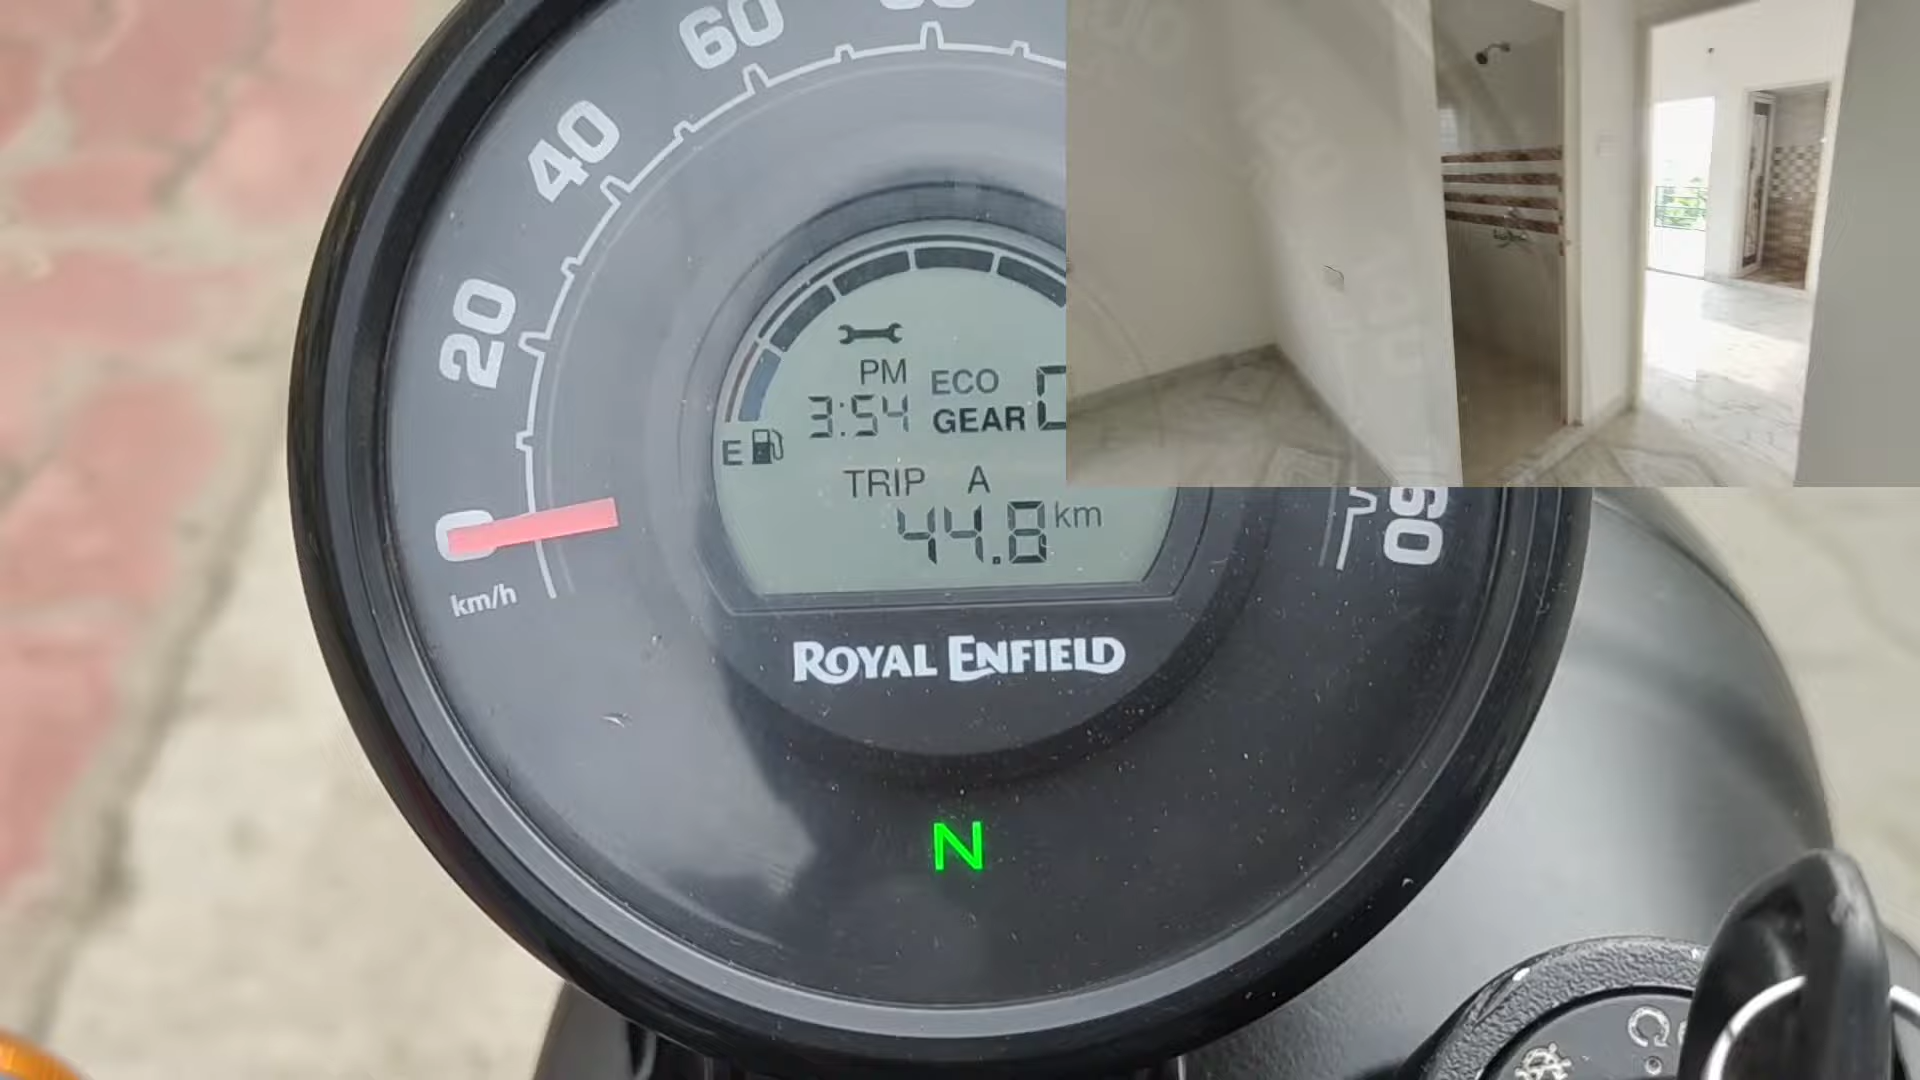 60
40
20
0
km/h
PM
3:54
ECO
GEAR
E
TRIP A
44.8 km
ROYAL ENFIELD
N